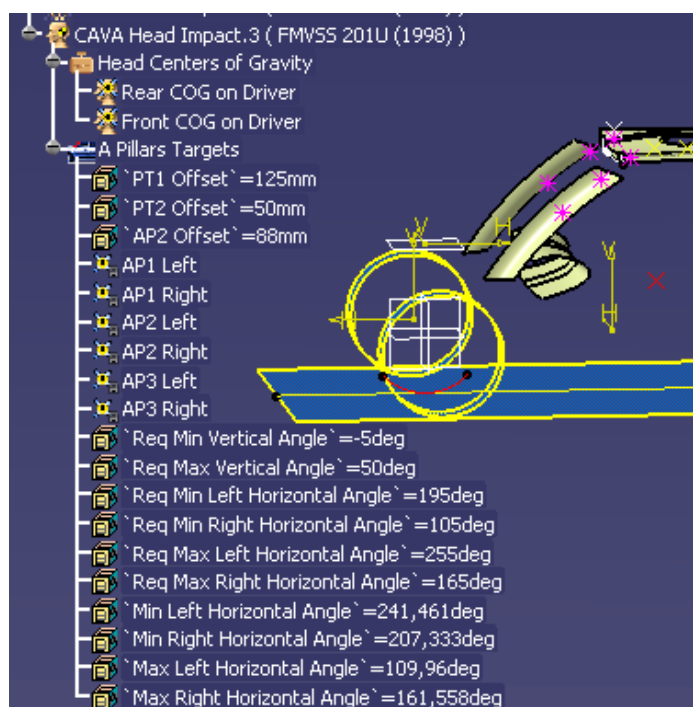 CAVA Head Impact.3 ( FMVSS 201U (1998) )
Head Centers of Gravity
Rear COG on Driver
Front COG on Driver
A Pillars Targets
`PT1 Offset`=125mm
`PT2 Offset`=50mm
`AP2 Offset`=88mm
AP1 Left
AP1 Right
AP2 Left
AP2 Right
AP3 Left
AP3 Right
`Req Min Vertical Angle`=-5deg
`Req Max Vertical Angle`=50deg
`Req Min Left Horizontal Angle`=195deg
`Req Min Right Horizontal Angle`=105deg
`Req Max Left Horizontal Angle`=255deg
`Req Max Right Horizontal Angle`=165deg
`Min Left Horizontal Angle`=241,461deg
`Min Right Horizontal Angle`=207,333deg
`Max Left Horizontal Angle`=109,96deg
`Max Right Horizontal Angle`=161,558deg
V
H
V
H